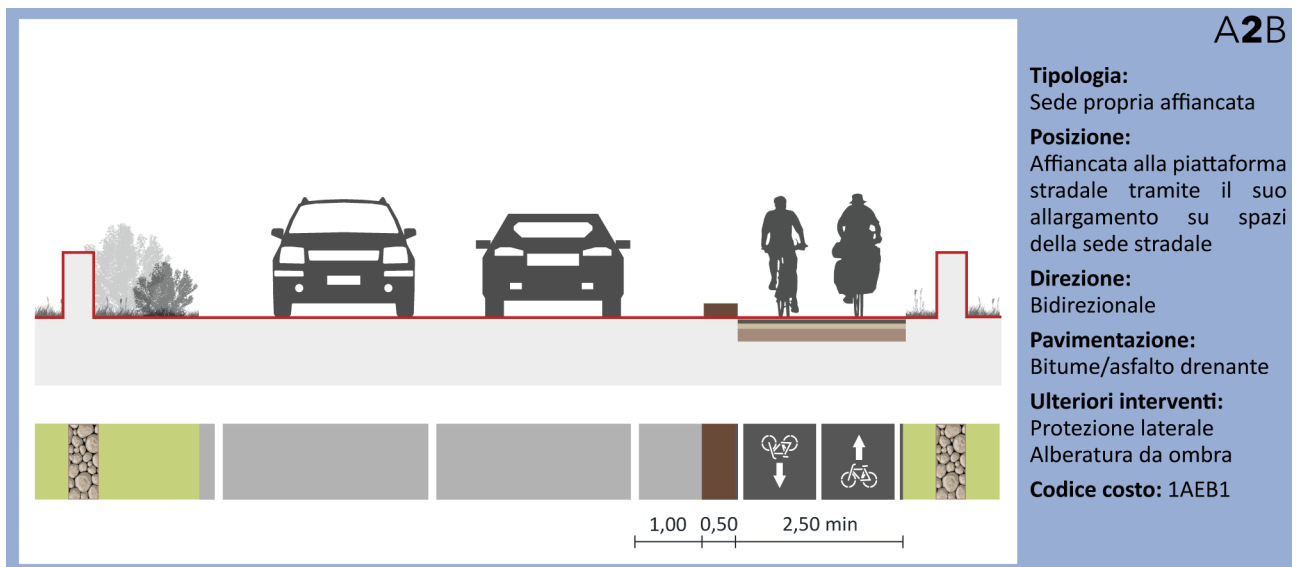 A2B
Tipologia:
Sede propria affiancata
Posizione:
Affiancata alla piattaforma
stradale tramite il suo
allargamento su spazi
della sede stradale
Direzione:
Bidirezionale
Pavimentazione:
Bitume/asfalto drenante
Ulteriori interventi:
Protezione laterale
Alberatura da ombra
Codice costo: 1AEB1
1,00 0,50 2,50 min